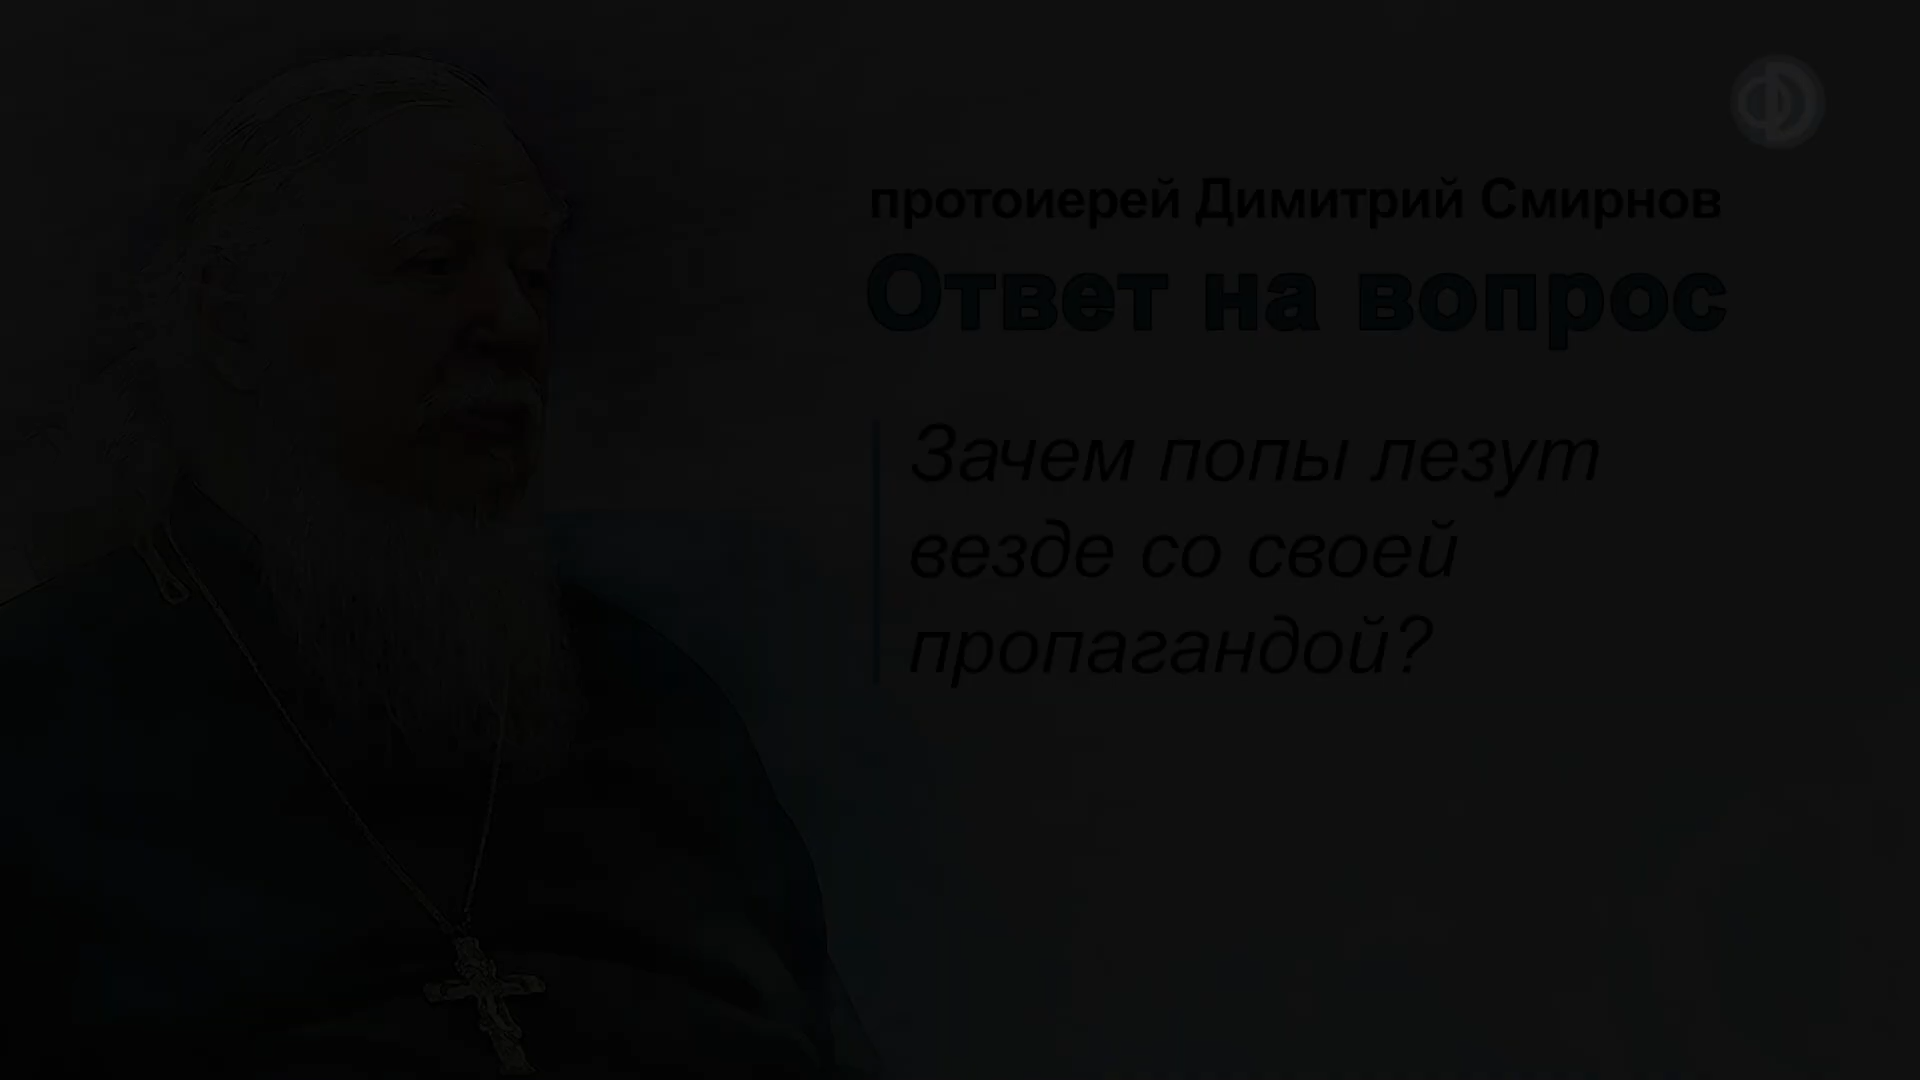 протоиерей Димитрий Смирнов
Ответ на вопрос
Зачем попы лезут
везде со своей
пропагандой?